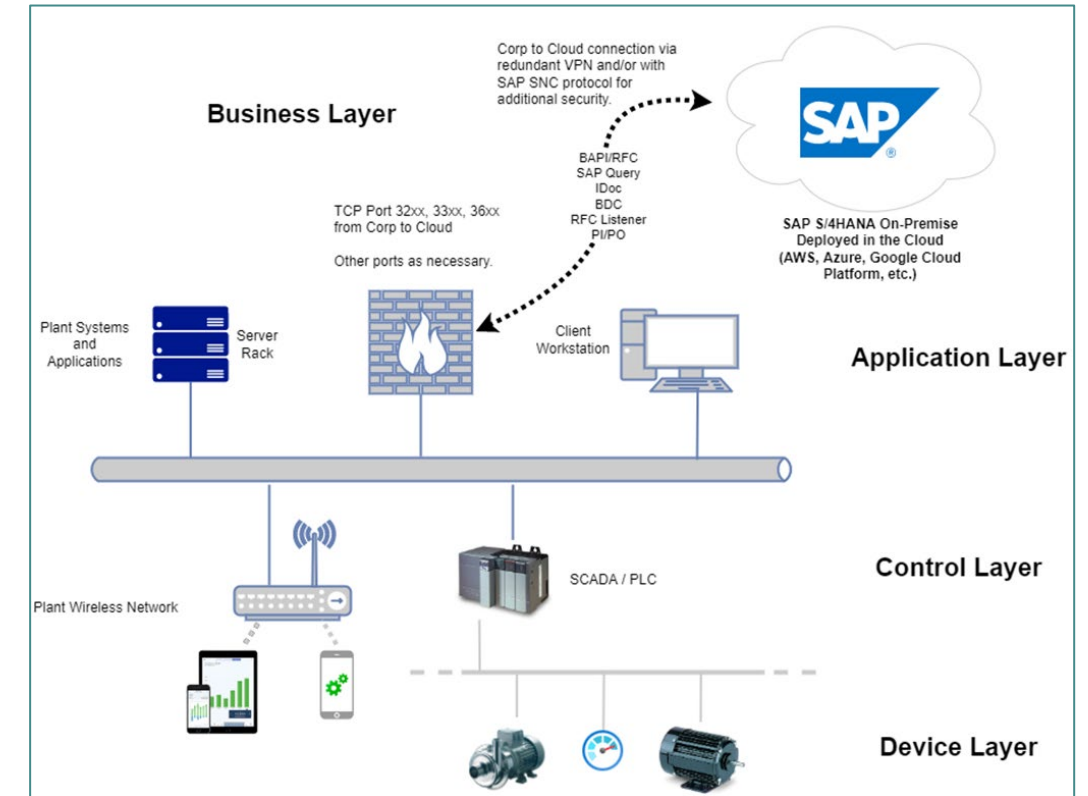 Corp to Cloud connection via
redundant VPN and/or with
SAP SNC protocol for
additional security.
Business Layer
SAP
®
BAPI/RFC
SAP Query
IDoc
BDC
RFC Listener
PI/PO
TCP Port 32xx, 33xx, 36xx
from Corp to Cloud
Other ports as necessary.
SAP S/4HANA On-Premise
Deployed in the Cloud
(AWS, Azure, Google Cloud
Platform, etc.)
Plant Systems
and
Applications
Server
Rack
Client
Workstation
Application Layer
SCADA / PLC
Control Layer
Plant Wireless Network
Device Layer